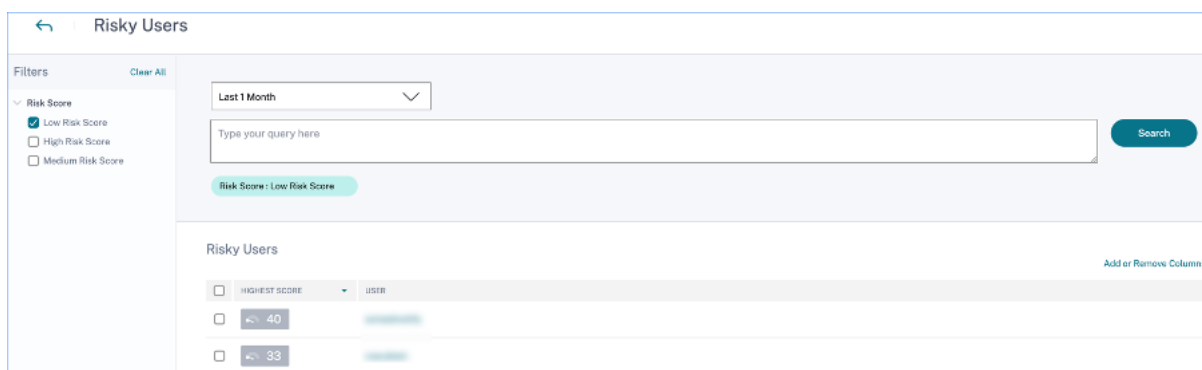 Risky Users
Filters
Clear All
Risk Score
Low Risk Score
High Risk Score
Medium Risk Score
Last 1 Month
Type your query here
Search
Risk Score : Low Risk Score
Risky Users
Add or Remove Column
HIGHEST SCORE
USER
40
33